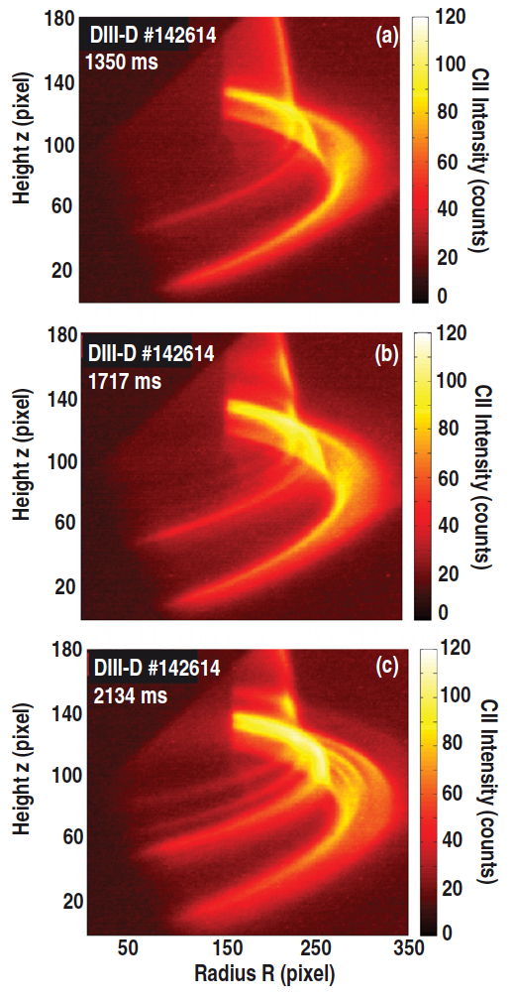 DIII-D #142614
1350 ms
(a)
180
140
100
60
20
Height z (pixel)
120
100
80
60
40
20
0
CII Intensity (counts)
DIII-D #142614
1717 ms
(b)
180
140
100
60
20
Height z (pixel)
120
100
80
60
40
20
0
CII Intensity (counts)
DIII-D #142614
2134 ms
(c)
180
140
100
60
20
Height z (pixel)
120
100
80
60
40
20
0
CII Intensity (counts)
50 150 250 350
Radius R (pixel)